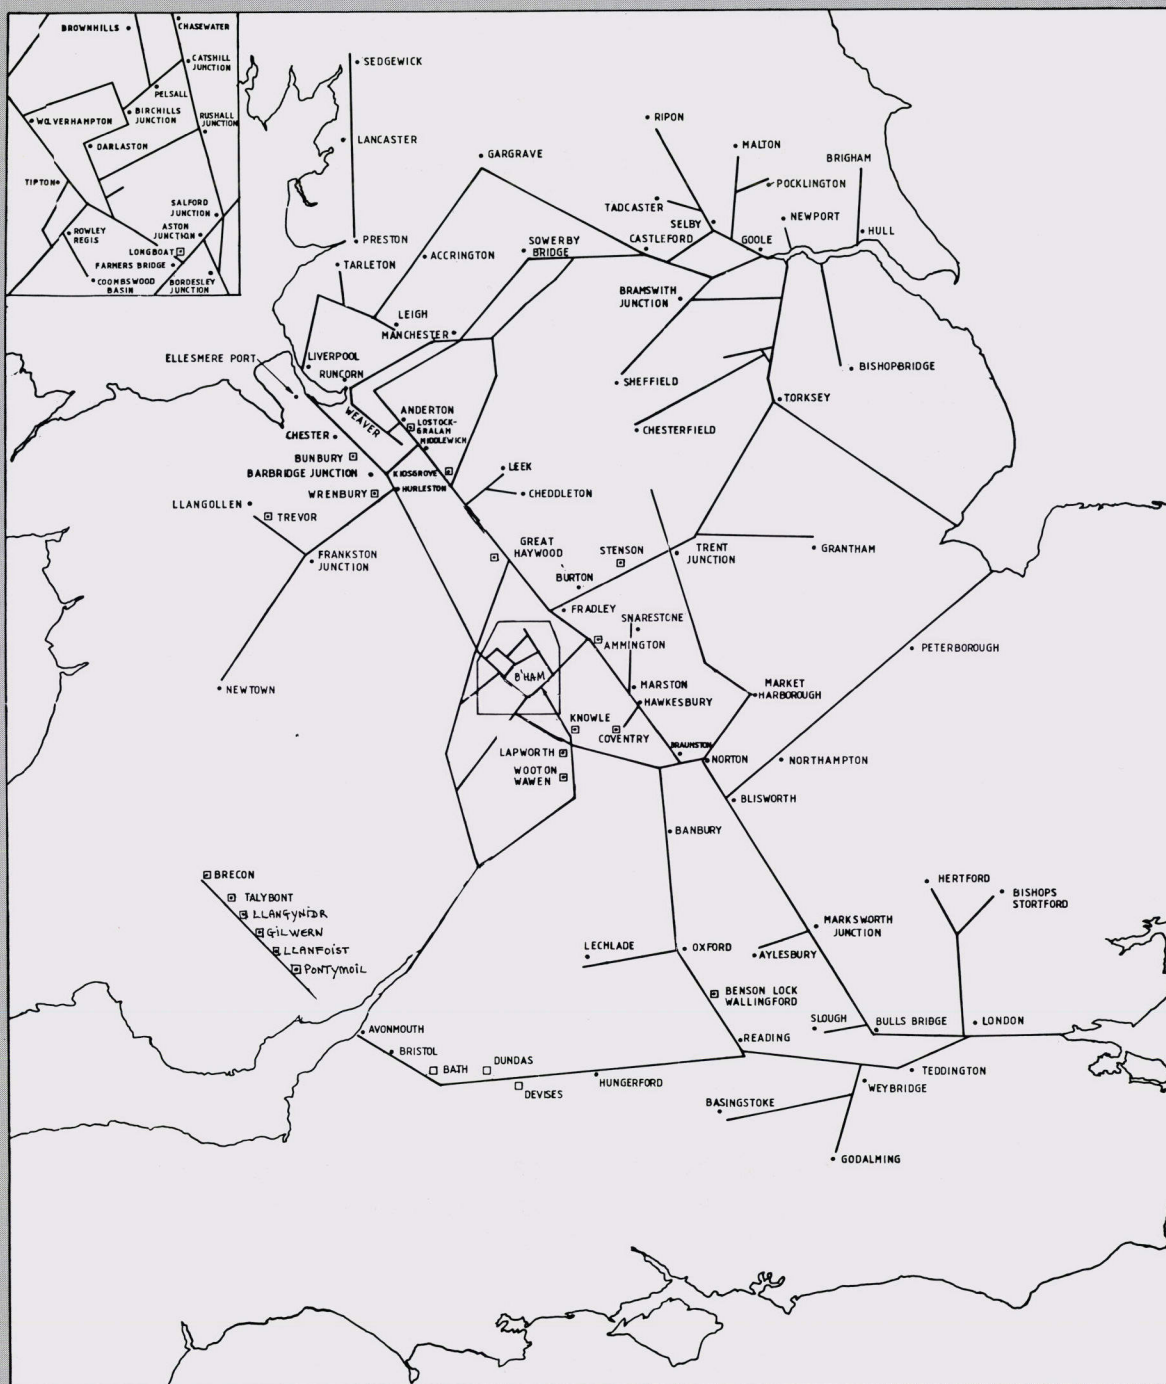 BROWNHILLS
CHASEWATER
CATSHILL
JUNCTION
PELSALL
WOLVERHAMPTON
BIRCHILLS
JUNCTION
RUSHALL
JUNCTION
DARLASTON
TIPTON
SALFORD
JUNCTION
ROWLEY
REGIS
ASTON
JUNCTION
LONGBOAT
FARMERS BRIDGE
COOMBSWOOD
BASIN
BORDESLEY
JUNCTION
SEDGEWICK
LANCASTER
PRESTON
TARLETON
GARGRAVE
ACCRINGTON
LEIGH
MANCHESTER
SOWERBY
BRIDGE
RIPON
MALTON
BRIGHAM
POCKLINGTON
TADCASTER
SELBY
NEWPORT
HULL
CASTLEFORD
GOOLE
BRAMSWITH
JUNCTION
SHEFFIELD
BISHOPBRIDGE
CHESTERFIELD
TORKSEY
ELLESMERE PORT
LIVERPOOL
RUNCORN
WEAVER
ANDERTON
LOSTOCK-
GRALAM
MIDDLEWICH
CHESTER
BUNBURY
BARBRIDGE JUNCTION
KIDSGROVE
WRENBURY
HURLESTON
LEEK
CHEDDLETON
LLANGOLLEN
TREVOR
FRANKSTON
JUNCTION
NEWTOWN
GREAT
HAYWOOD
STENSON
BURTON
TRENT
JUNCTION
GRANTHAM
FRADLEY
SNARESTONE
AMMINGTON
PETERBOROUGH
B'HAM
MARSTON
MARKET
HARBOROUGH
HAWKESBURY
KNOWLE
COVENTRY
BRAUNSTON
NORTON
NORTHAMPTON
LAPWORTH
WOOTON
WAWEN
BLISWORTH
BANBURY
BRECON
TALYBONT
LLANGYNIDR
GILWERN
LLANFOIST
PONTYMOIL
HERTFORD
BISHOPS
STORTFORD
MARKSWORTH
JUNCTION
LECHLADE
OXFORD
AYLESBURY
BENSON LOCK
WALLINGFORD
SLOUGH
BULLS BRIDGE
LONDON
AVONMOUTH
BRISTOL
READING
BATH
DUNDAS
DEVISES
HUNGERFORD
TEDDINGTON
WEYBRIDGE
BASINGSTOKE
GODALMING